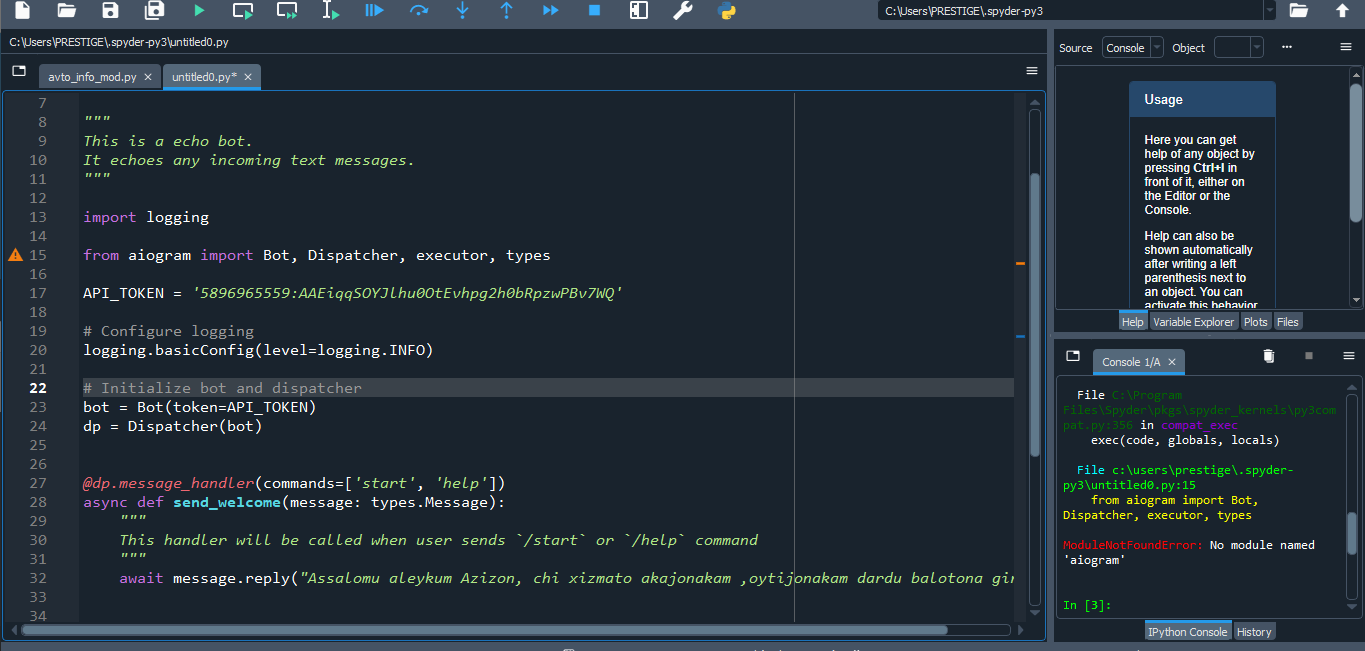 C:\Users\PRESTIGE\.spyder-py3
C:\Users\PRESTIGE\.spyder-py3\untitled0.py
avto_info_mod.py
untitled0.py*
7
8 """
9 This is a echo bot.
10 It echoes any incoming text messages.
11 """
12
13 import logging
14
15 from aiogram import Bot, Dispatcher, executor, types
16
17 API_TOKEN = '5896965559:AAEiqqSOYJlhu0OtEvhpg2h0bRpzwPBv7WQ'
18
19 # Configure logging
20 logging.basicConfig(level=logging.INFO)
21
22 # Initialize bot and dispatcher
23 bot = Bot(token=API_TOKEN)
24 dp = Dispatcher(bot)
25
26
27 @dp.message_handler(commands=['start', 'help'])
28 async def send_welcome(message: types.Message):
29 """
30 This handler will be called when user sends `/start` or `/help` command
31 """
32 await message.reply("Assalomu aleykum Azizon, chi xizmato akajonakam ,oytijonakam dardu balotona gir
33
34
Source Console Object
Usage
Here you can get
help of any object by
pressing Ctrl+I in
front of it, either on
the Editor or the
Console.
Help can also be
shown automatically
after writing a left
parenthesis next to
an object. You can
activate this behavior
Help Variable Explorer Plots Files
Console 1/A
File C:\Program
Files\Spyder\pkgs\spyder_kernels\py3com
pat.py:356 in compat_exec
exec(code, globals, locals)
File c:\users\prestige\.spyder-
py3\untitled0.py:15
from aiogram import Bot,
Dispatcher, executor, types
ModuleNotFoundError: No module named
'aiogram'
In [3]:
IPython Console History